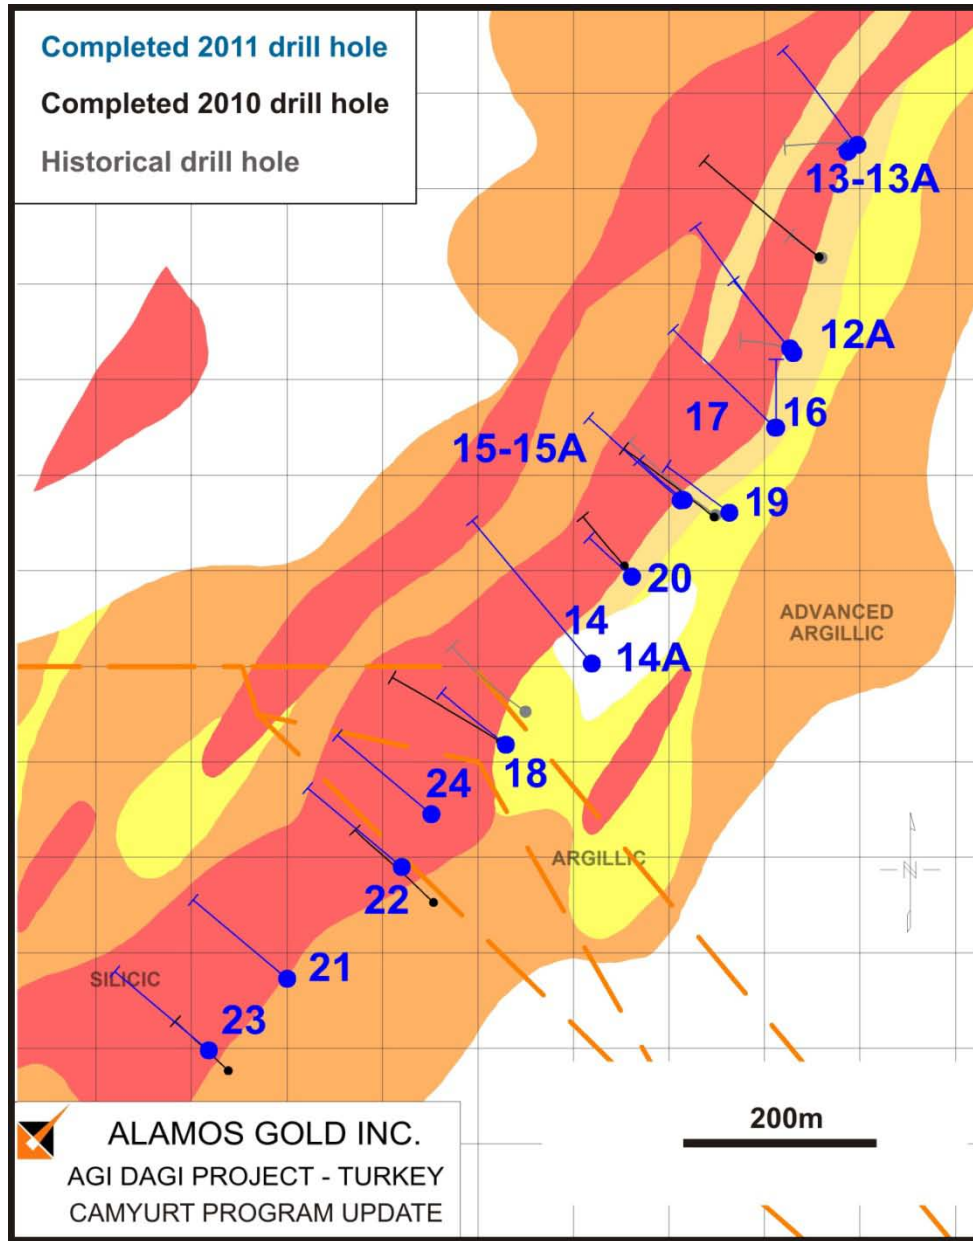 Completed 2011 drill hole
Completed 2010 drill hole
Historical drill hole
13-13A
12A
17
16
15-15A
19
20
ADVANCED
ARGILLIC
14
14A
18
24
ARGILLIC
N
22
21
SILICIC
23
200m
ALAMOS GOLD INC.
AGI DAGI PROJECT - TURKEY
CAMYURT PROGRAM UPDATE